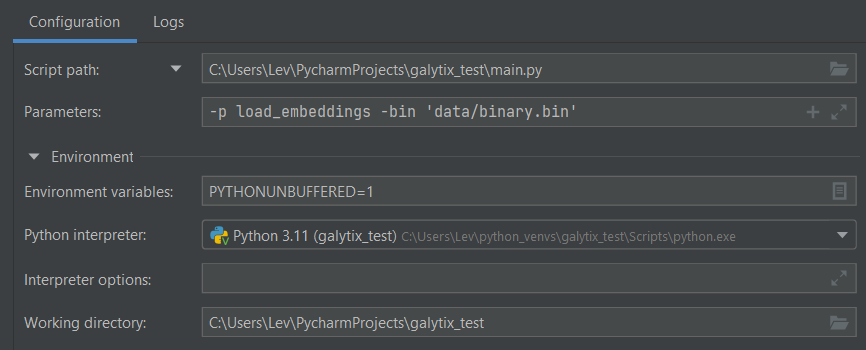 Configuration Logs
Script path: C:\Users\Lev\PycharmProjects\galytix_test\main.py
Parameters: -p load_embeddings -bin 'data/binary.bin'
Environment
Environment variables: PYTHONUNBUFFERED=1
Python interpreter: Python 3.11 (galytix_test) C:\Users\Lev\python_venvs\galytix_test\Scripts\python.exe
Interpreter options:
Working directory: C:\Users\Lev\PycharmProjects\galytix_test